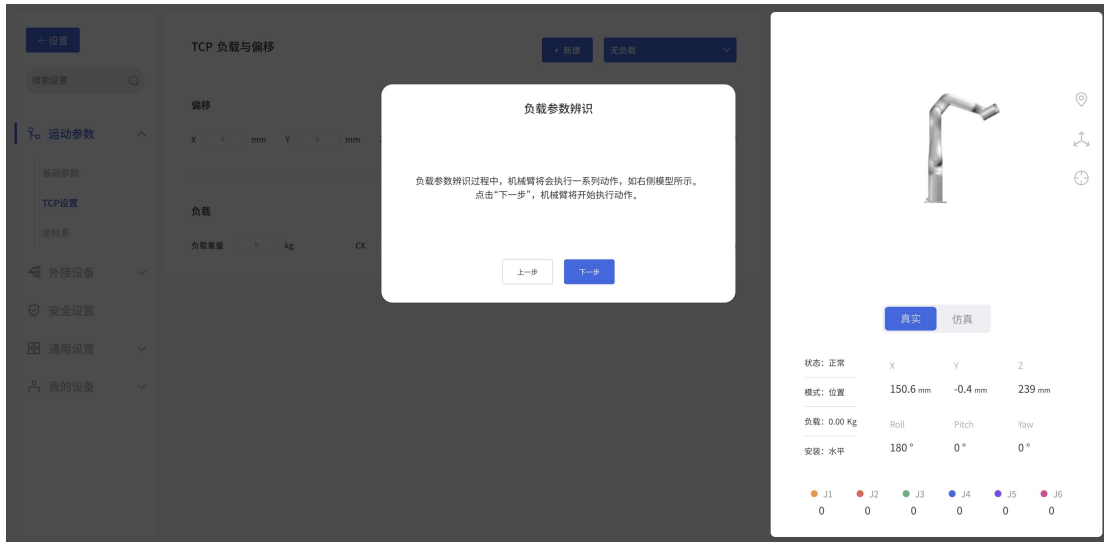 ← 设置
搜索设置
运动参数
基础参数
TCP设置
坐标系
外接设备
安全设置
通用设置
我的设备
TCP 负载与偏移
+ 新建
无负载
偏移
X mm Y mm
负载
负载重量 kg CX
负载参数辨识
负载参数辨识过程中，机械臂将会执行一系列动作，如右侧模型所示。
点击“下一步”，机械臂将开始执行动作。
上一步 下一步
真实 仿真
状态：正常
模式：位置
负载：0.00 Kg
安装：水平
X Y Z
150.6 mm -0.4 mm 239 mm
Roll Pitch Yaw
180 ° 0 ° 0 °
J1 J2 J3 J4 J5 J6
0 0 0 0 0 0